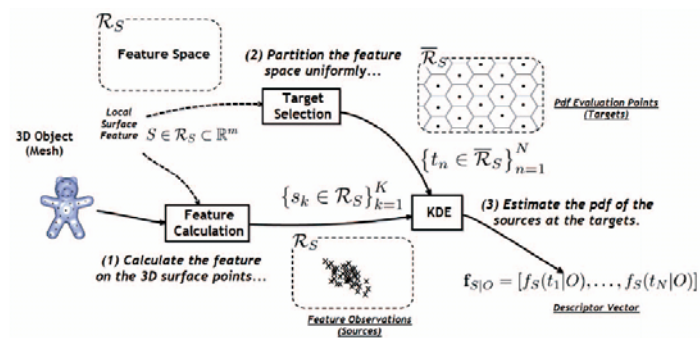 ℛ_S
Feature Space
(2) Partition the feature
space uniformly...
ℛ̅_S
Target
Selection
Pdf Evaluation Points
(Targets)
Local
Surface
Feature
S ∈ ℛ_S ⊂ ℝ^m
3D Object
(Mesh)
{t_n ∈ ℛ̅_S}_{n=1}^N
{s_k ∈ ℛ_S}_{k=1}^K
Feature
Calculation
KDE
(3) Estimate the pdf of the
sources at the targets.
(1) Calculate the feature
on the 3D surface points...
ℛ_S
f_{S|O} = [f_S(t_1|O), . . . , f_S(t_N|O)]
Descriptor Vector
Feature Observations
(Sources)